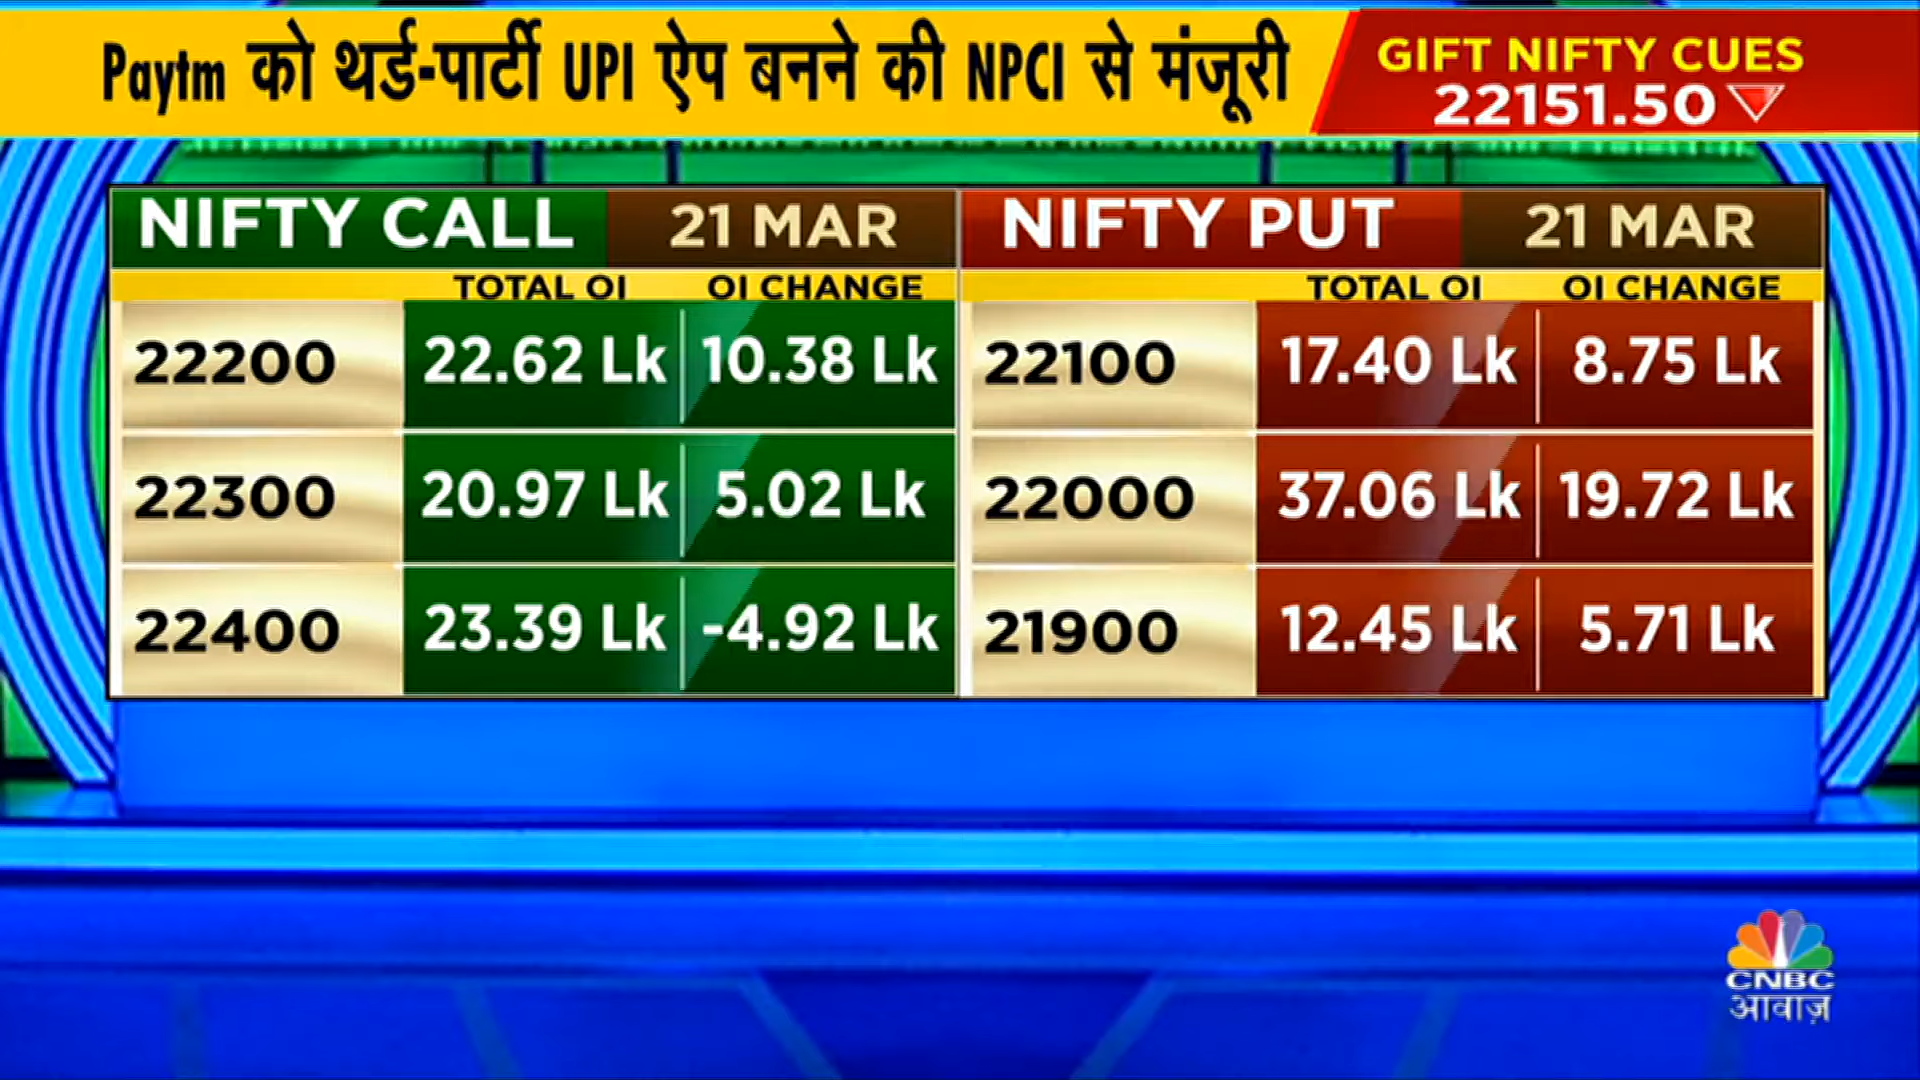 Paytm को थर्ड-पार्टी UPI ऐप बनने की NPCI से मंजूरी
GIFT NIFTY CUES
22151.50
NIFTY CALL 21 MAR
TOTAL OI OI CHANGE
22200 22.62 Lk 10.38 Lk
22300 20.97 Lk 5.02 Lk
22400 23.39 Lk -4.92 Lk
NIFTY PUT 21 MAR
TOTAL OI OI CHANGE
22100 17.40 Lk 8.75 Lk
22000 37.06 Lk 19.72 Lk
21900 12.45 Lk 5.71 Lk
CNBC
आवाज़